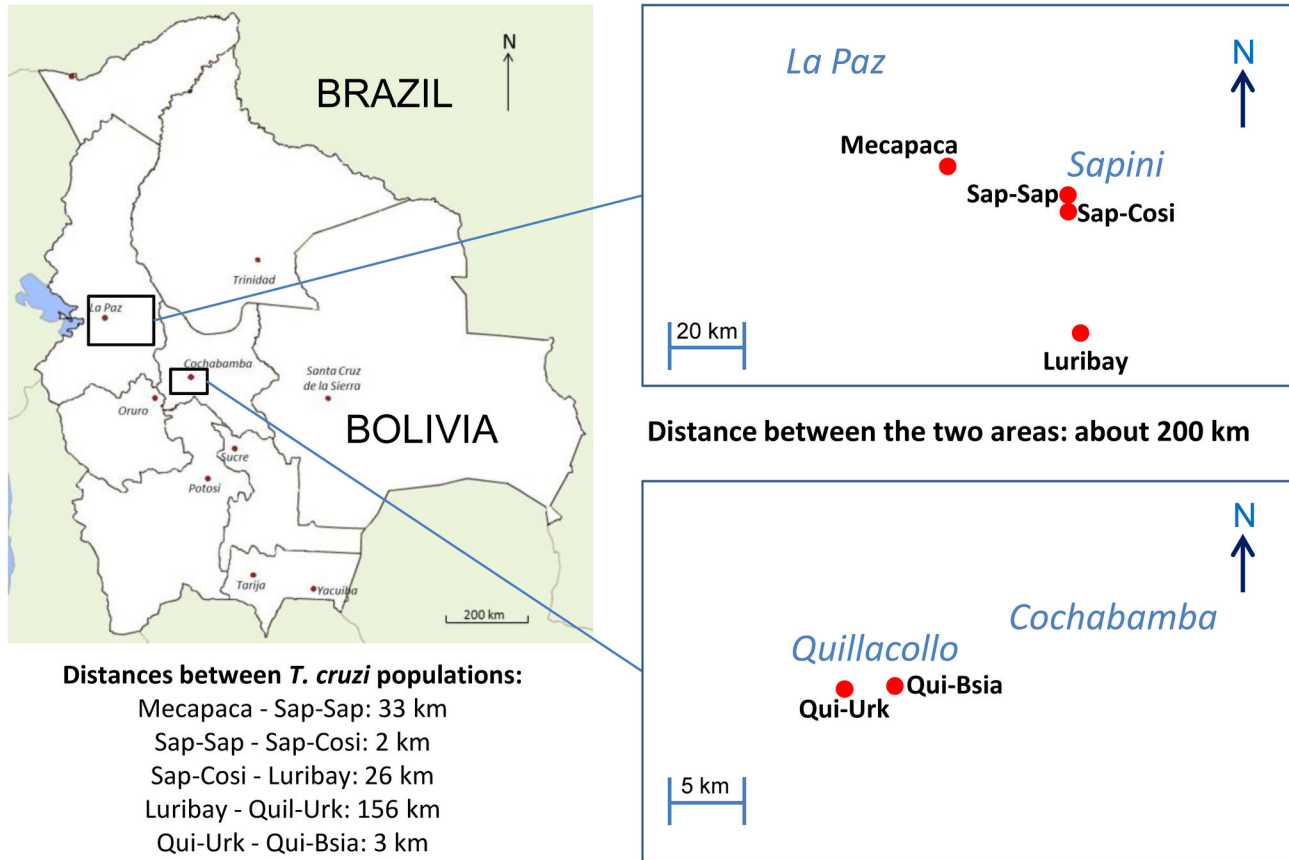 BRAZIL
N
Trinidad
La Paz
Cochabamba
Santa Cruz
de la Sierra
Oruro
BOLIVIA
Sucre
Potosi
Tarija
Yacuiba
200 km
Distances between T. cruzi populations:
Mecapaca - Sap-Sap: 33 km
Sap-Sap - Sap-Cosi: 2 km
Sap-Cosi - Luribay: 26 km
Luribay - Quil-Urk: 156 km
Qui-Urk - Qui-Bsia: 3 km
La Paz
N
Mecapaca
Sapini
Sap-Sap
Sap-Cosi
20 km
Luribay
Distance between the two areas: about 200 km
N
Cochabamba
Quillacollo
Qui-Bsia
Qui-Urk
5 km